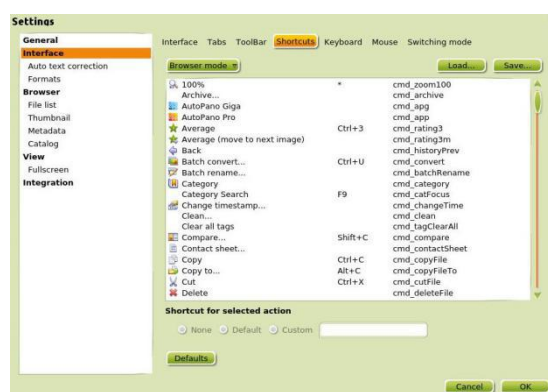 Settings
General
Interface
Auto text correction
Formats
Browser
File list
Thumbnail
Metadata
Catalog
View
Fullscreen
Integration
Interface Tabs ToolBar Shortcuts Keyboard Mouse Switching mode
Browser mode Load... Save...
100% * cmd_zoom100
Archive... cmd_archive
AutoPano Giga cmd_apg
AutoPano Pro cmd_app
Average Ctrl+3 cmd_rating3
Average (move to next image) cmd_rating3m
Back cmd_historyPrev
Batch convert... Ctrl+U cmd_convert
Batch rename... cmd_batchRename
Category cmd_category
Category Search F9 cmd_catFocus
Change timestamp... cmd_changeTime
Clean... cmd_clean
Clear all tags cmd_tagClearAll
Compare... Shift+C cmd_compare
Contact sheet... cmd_contactSheet
Copy Ctrl+C cmd_copyFile
Copy to... Alt+C cmd_copyFileTo
Cut Ctrl+X cmd_cutFile
Delete cmd_deleteFile
Shortcut for selected action
None Default Custom
Defaults
Cancel OK